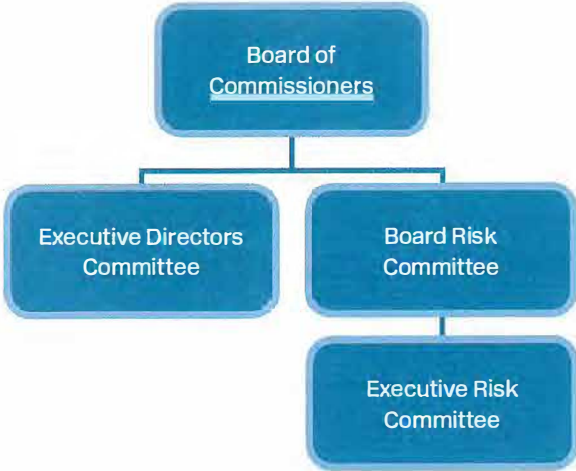 Board of
Commissioners
Executive Directors
Committee
Board Risk
Committee
Executive Risk
Committee